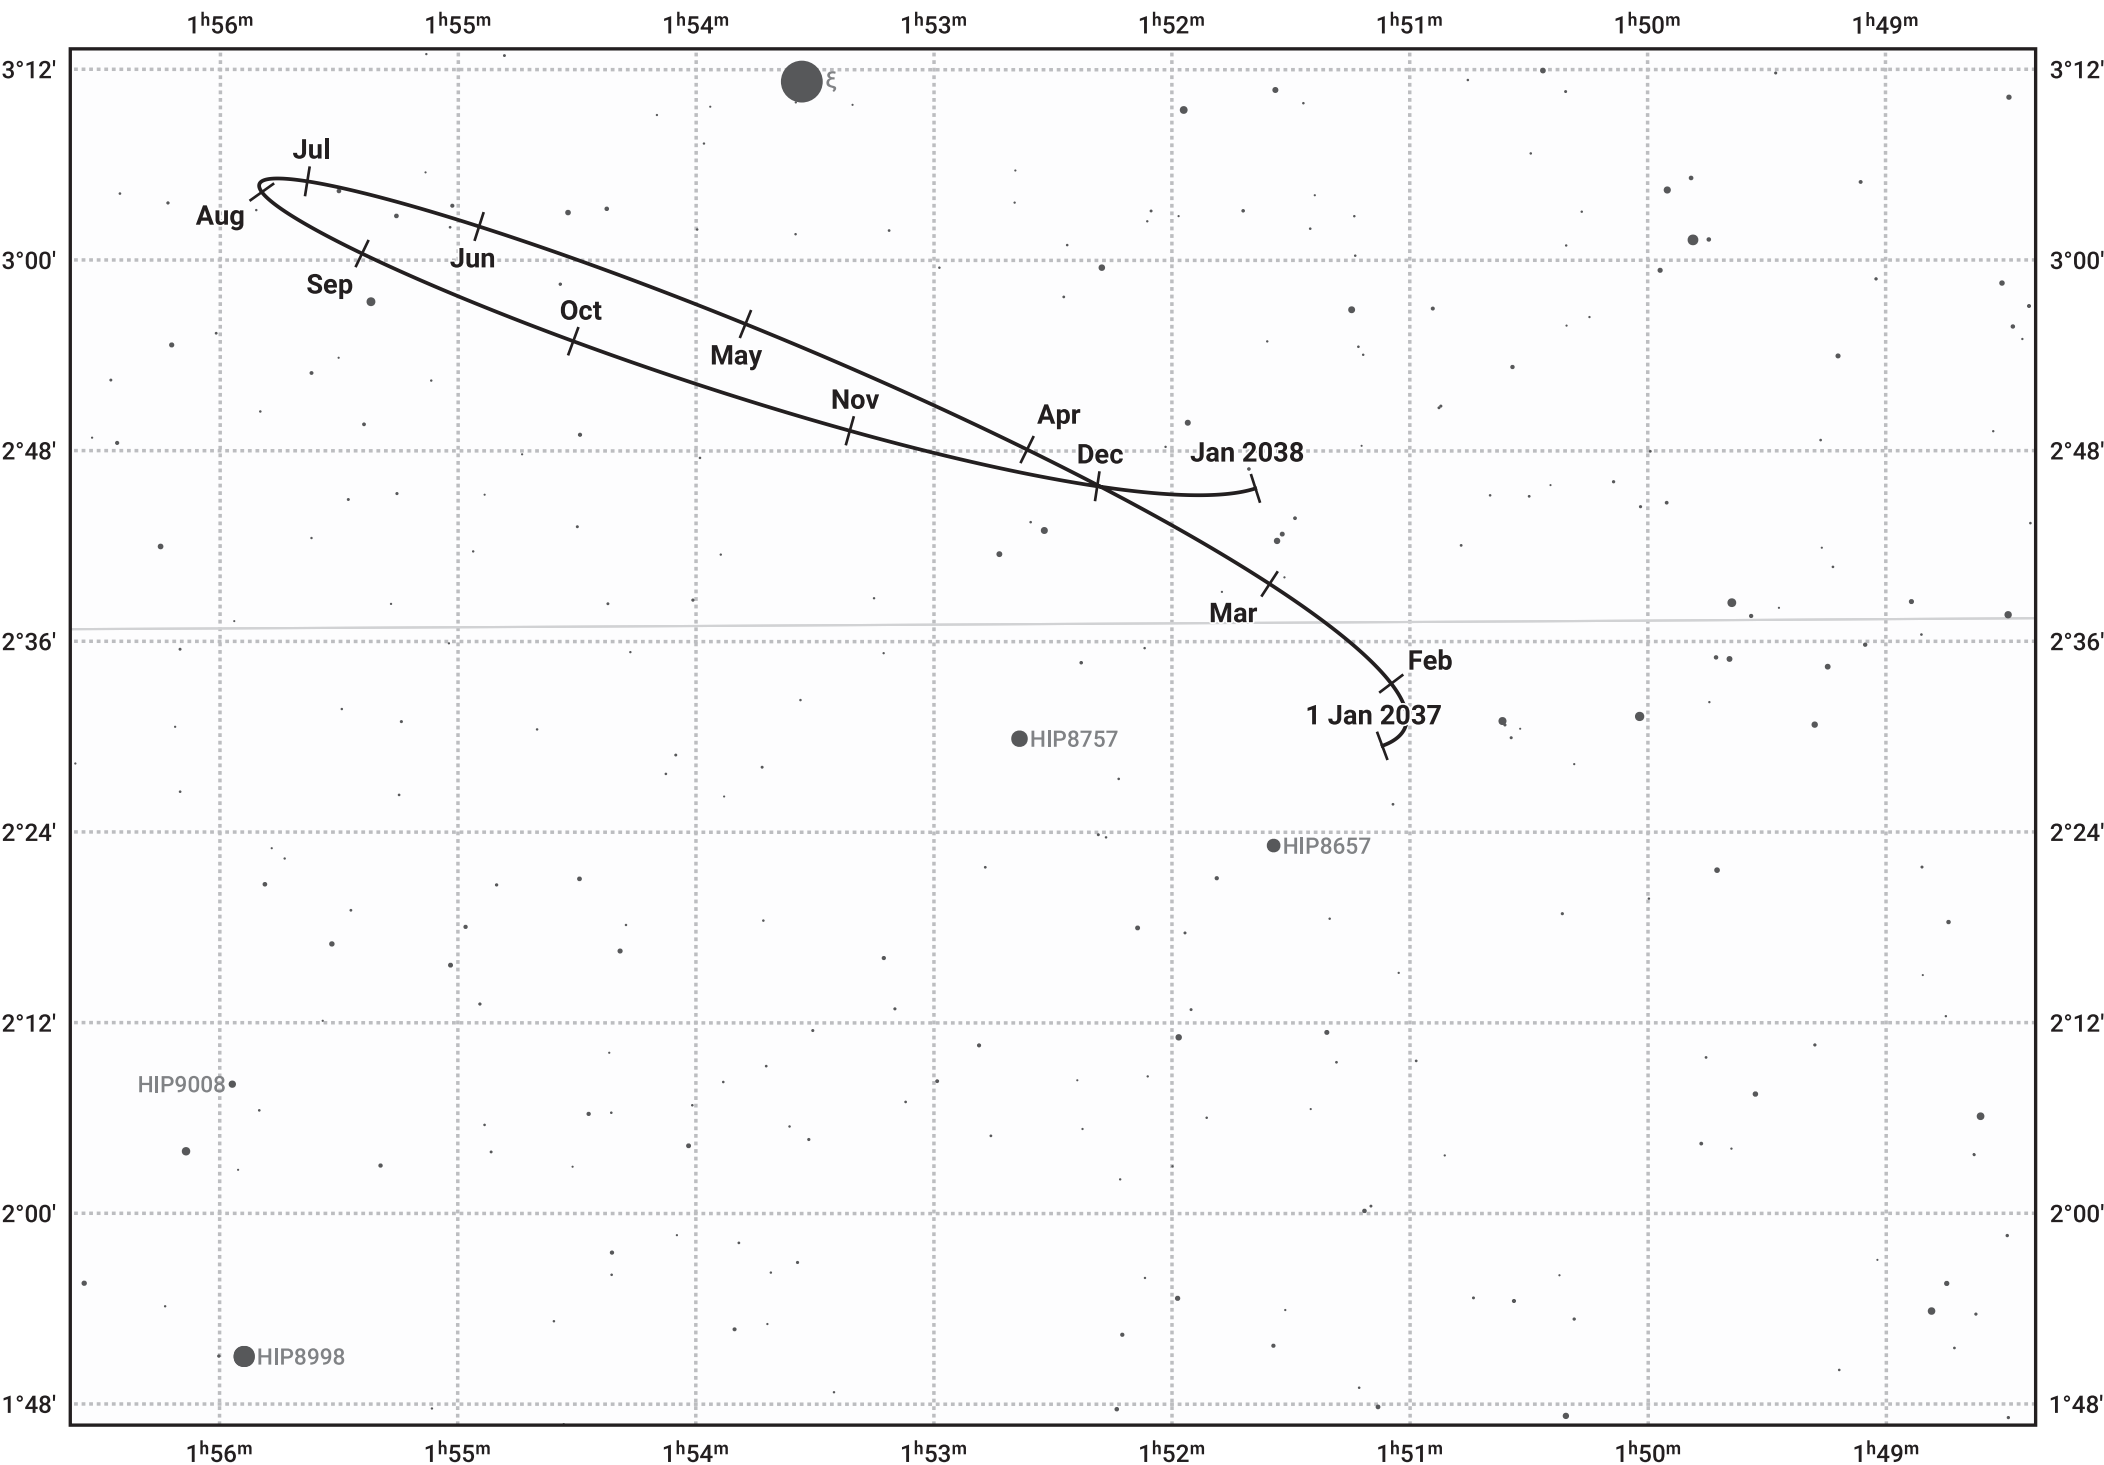 1ʰ56ᵐ 1ʰ55ᵐ 1ʰ54ᵐ 1ʰ53ᵐ 1ʰ52ᵐ 1ʰ51ᵐ 1ʰ50ᵐ 1ʰ49ᵐ
3°12' 3°12'
ξ
Jul
Aug
Jun
3°00' 3°00'
Sep
Oct
May
Nov
Apr
Dec
Jan 2038
2°48' 2°48'
Mar
2°36' 2°36'
Feb
1 Jan 2037
HIP8757
2°24' 2°24'
HIP8657
2°12' 2°12'
HIP9008
2°00' 2°00'
HIP8998
1°48' 1°48'
1ʰ56ᵐ 1ʰ55ᵐ 1ʰ54ᵐ 1ʰ53ᵐ 1ʰ52ᵐ 1ʰ51ᵐ 1ʰ50ᵐ 1ʰ49ᵐ